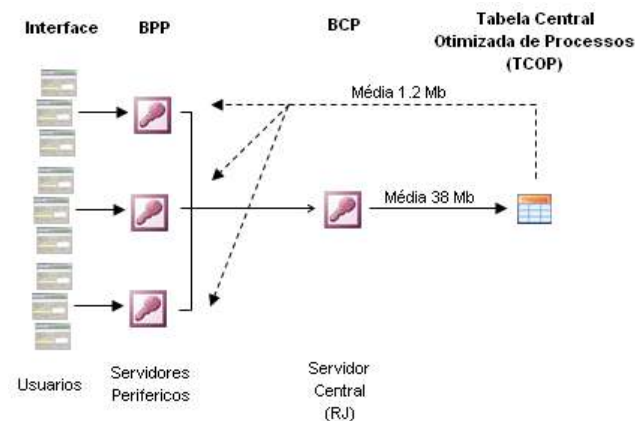 Interface
BPP
BCP
Tabela Central
Otimizada de Processos
(TCOP)
Média 1.2 Mb
Média 38 Mb
Usuarios
Servidores
Perifericos
Servidor
Central
(RJ)